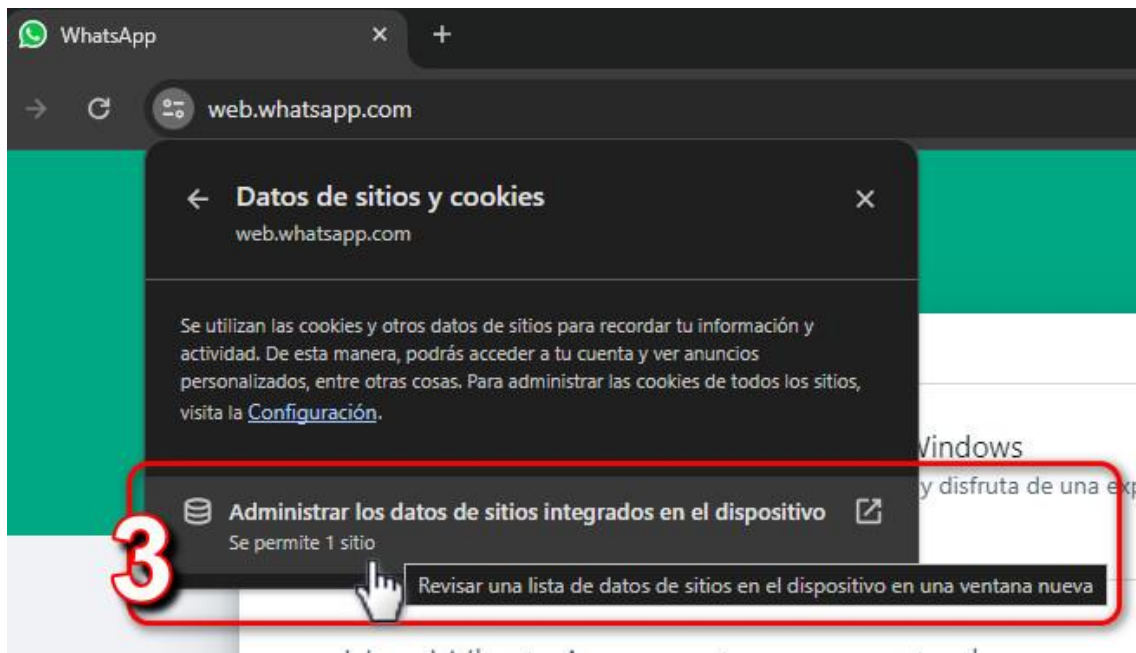 WhatsApp
web.whatsapp.com
Datos de sitios y cookies
web.whatsapp.com
Se utilizan las cookies y otros datos de sitios para recordar tu información y
actividad. De esta manera, podrás acceder a tu cuenta y ver anuncios
personalizados, entre otras cosas. Para administrar las cookies de todos los sitios,
visita la Configuración.
Windows
y disfruta de una exp
Administrar los datos de sitios integrados en el dispositivo
Se permite 1 sitio
3
Revisar una lista de datos de sitios en el dispositivo en una ventana nueva